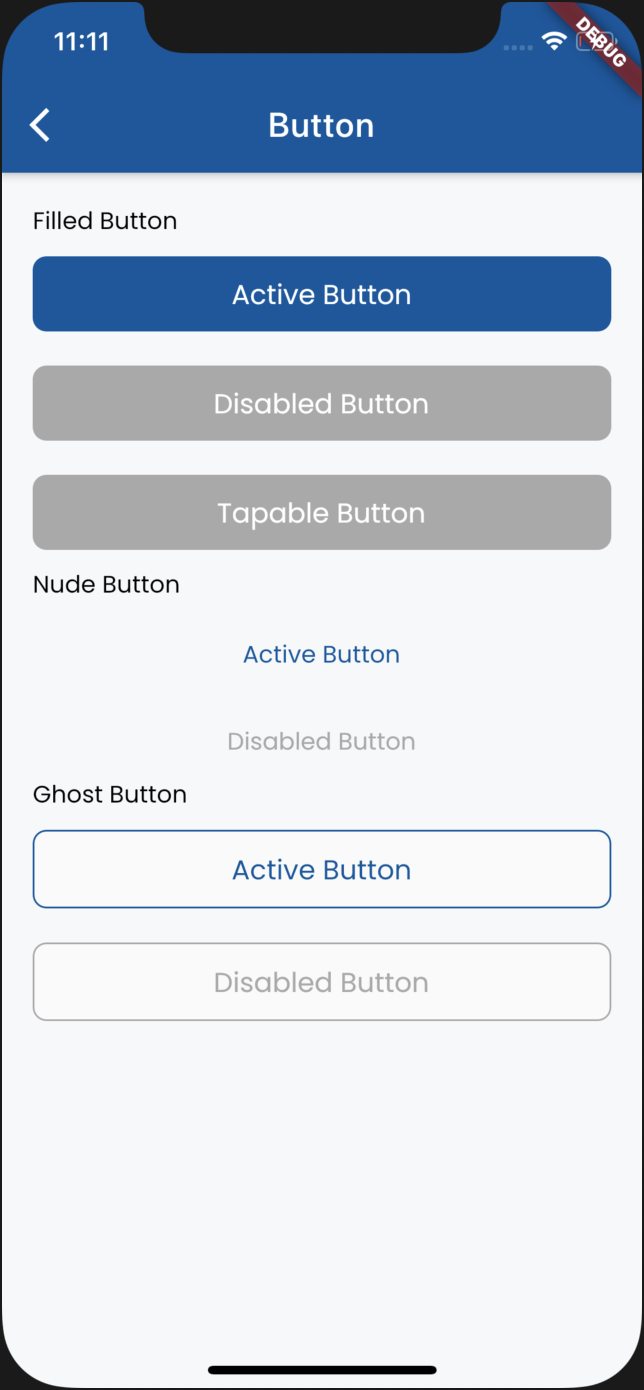 11:11
DEBUG
Button
Filled Button
Active Button
Disabled Button
Tapable Button
Nude Button
Active Button
Disabled Button
Ghost Button
Active Button
Disabled Button